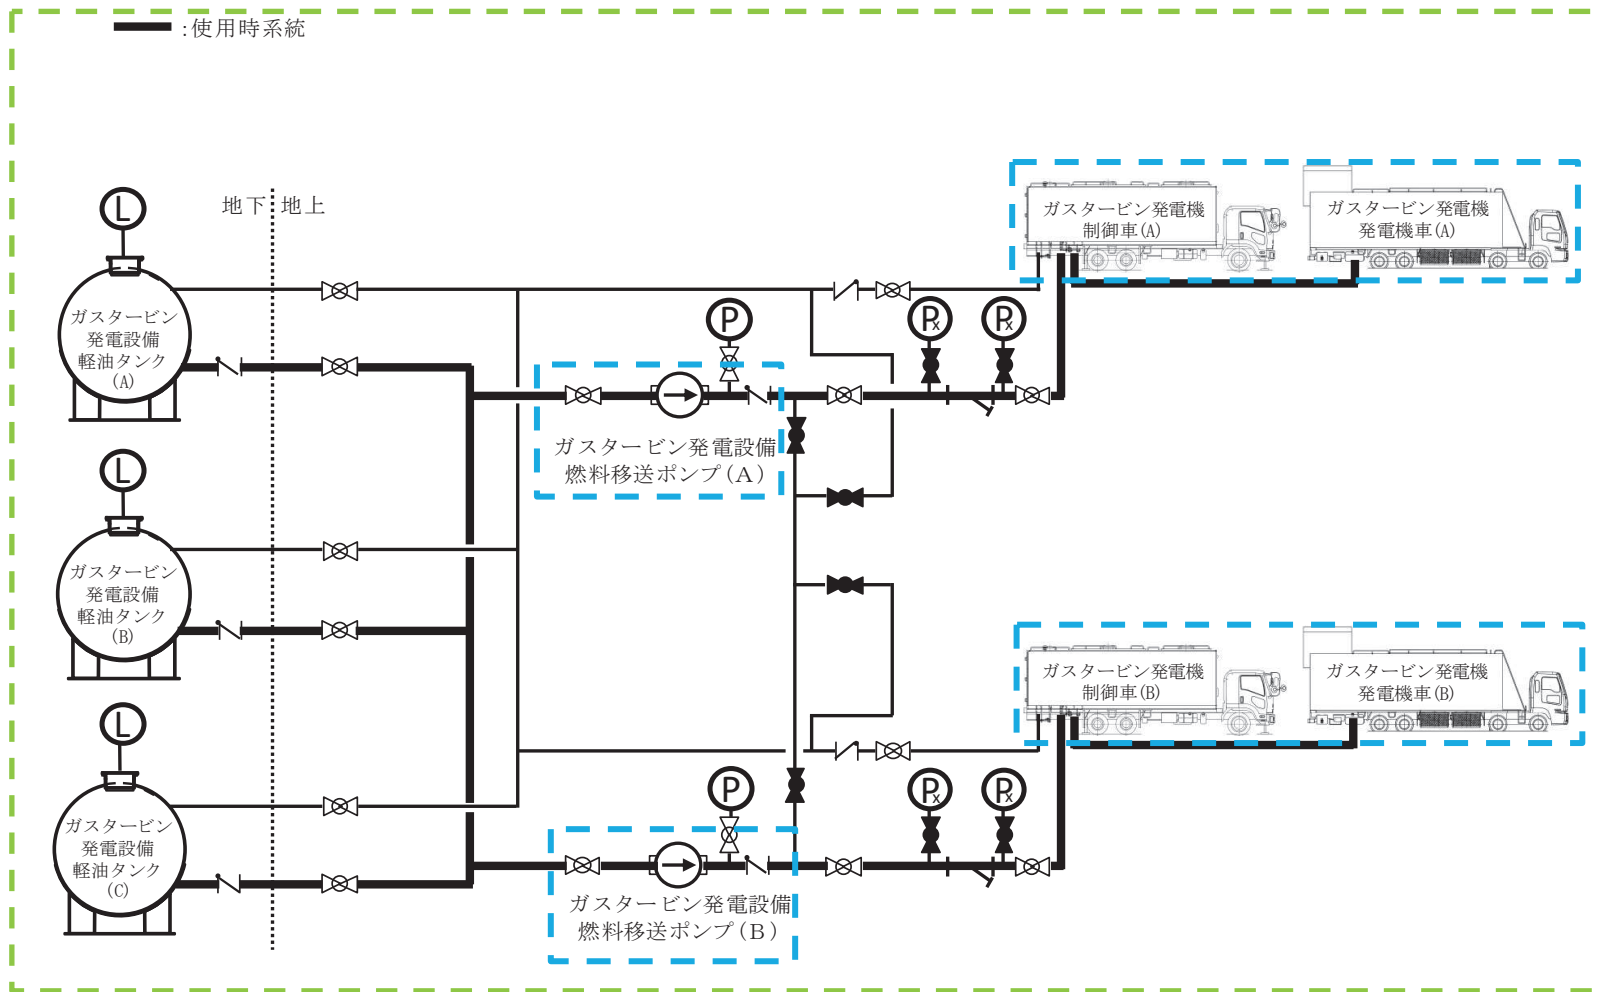 :使用時系統
地下
地上
L
ガスタービン
発電設備
軽油タンク
(A)
ガスタービン発電機
制御車(A)
ガスタービン発電機
発電機車(A)
P
Px
Px
ガスタービン発電設備
燃料移送ポンプ(A)
L
ガスタービン
発電設備
軽油タンク
(B)
ガスタービン発電機
制御車(B)
ガスタービン発電機
発電機車(B)
L
ガスタービン
発電設備
軽油タンク
(C)
P
Px
Px
ガスタービン発電設備
燃料移送ポンプ(B)